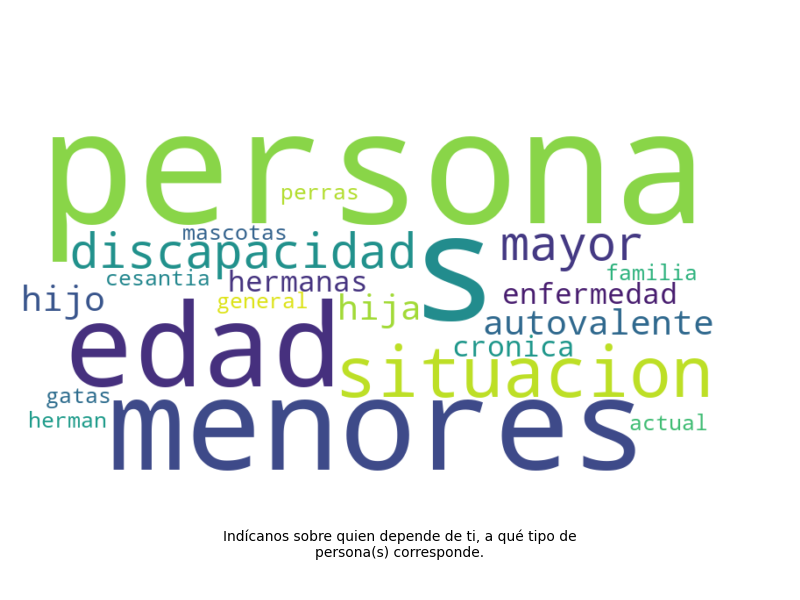 persona
perras
mascotas
discapacidad
s
mayor
cesantia
hermanas
familia
hijo
general
hija
enfermedad
edad
autovalente
cronica
situacion
gatas
menores
herman
actual
Indícanos sobre quien depende de ti, a qué tipo de
persona(s) corresponde.